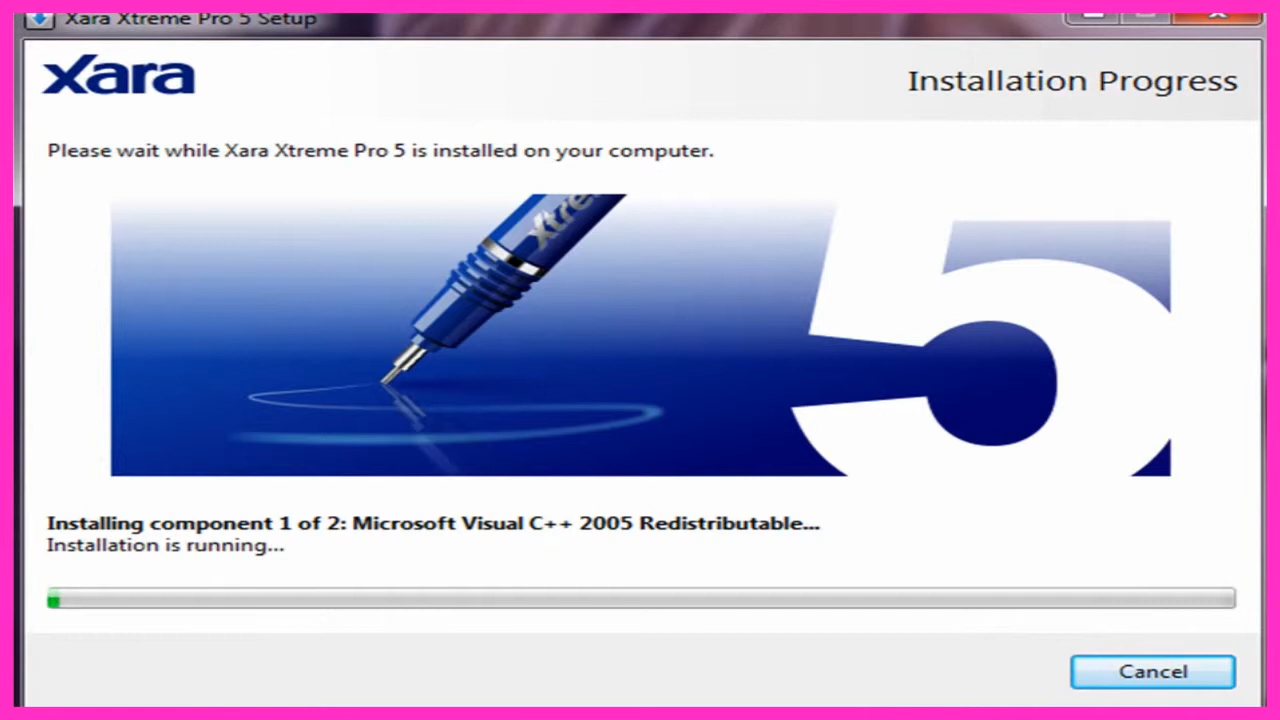 Xara Xtreme Pro 5 Setup
xara
Installation Progress
Please wait while Xara Xtreme Pro 5 is installed on your computer.
Xtre
5
Installing component 1 of 2: Microsoft Visual C++ 2005 Redistributable...
Installation is running...
Cancel